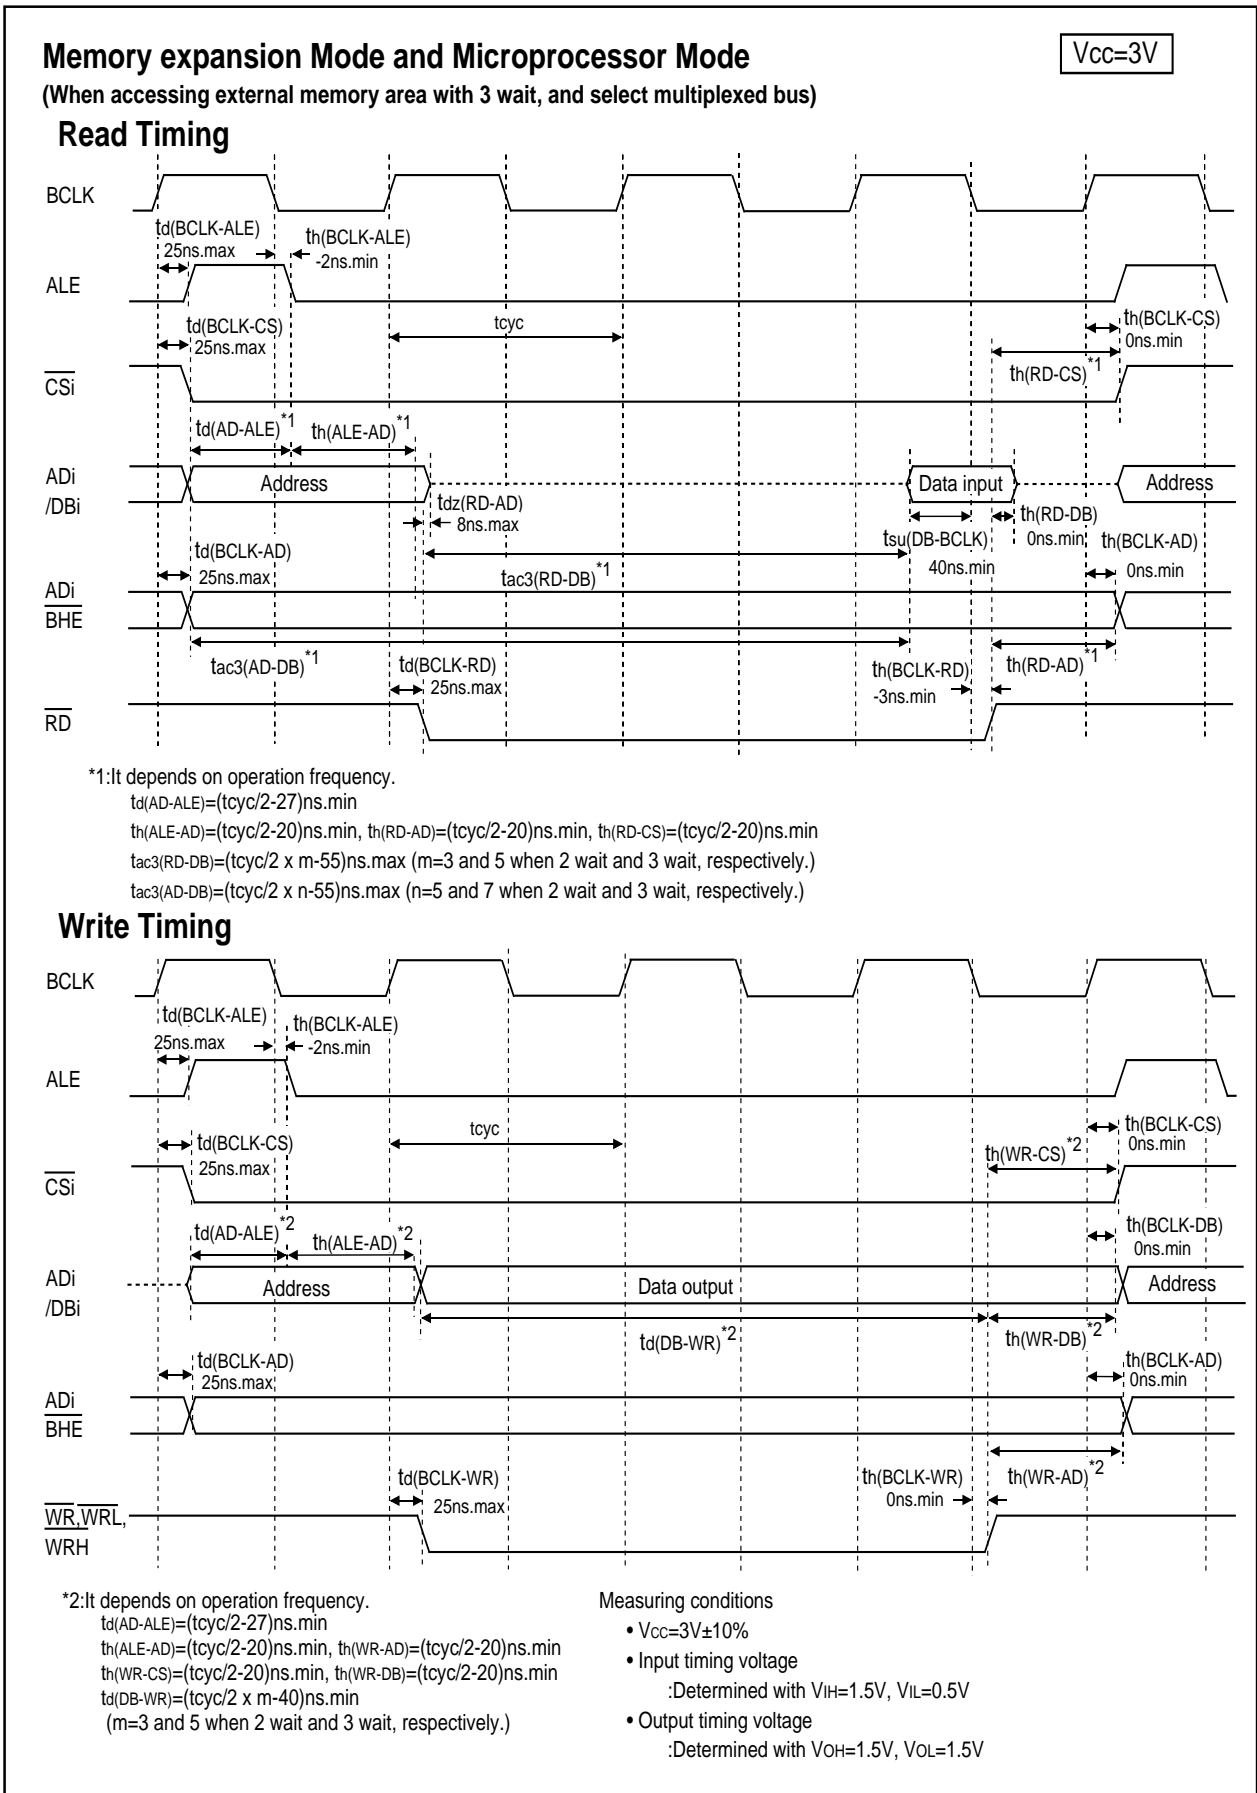 Memory expansion Mode and Microprocessor Mode
Vcc=3V
(When accessing external memory area with 3 wait, and select multiplexed bus)
Read Timing
BCLK
td(BCLK-ALE)
25ns.max
th(BCLK-ALE)
-2ns.min
ALE
td(BCLK-CS)
25ns.max
tcyc
th(BCLK-CS)
0ns.min
th(RD-CS)*1
CSi
td(AD-ALE)*1
th(ALE-AD)*1
ADi
/DBi
Address
Data input
Address
tdz(RD-AD)
8ns.max
th(RD-DB)
0ns.min
tsu(DB-BCLK)
40ns.min
th(BCLK-AD)
0ns.min
td(BCLK-AD)
25ns.max
tac3(RD-DB)*1
ADi
BHE
tac3(AD-DB)*1
td(BCLK-RD)
25ns.max
th(BCLK-RD)
-3ns.min
th(RD-AD)*1
RD
*1:It depends on operation frequency.
td(AD-ALE)=(tcyc/2-27)ns.min
th(ALE-AD)=(tcyc/2-20)ns.min, th(RD-AD)=(tcyc/2-20)ns.min, th(RD-CS)=(tcyc/2-20)ns.min
tac3(RD-DB)=(tcyc/2 x m-55)ns.max (m=3 and 5 when 2 wait and 3 wait, respectively.)
tac3(AD-DB)=(tcyc/2 x n-55)ns.max (n=5 and 7 when 2 wait and 3 wait, respectively.)
Write Timing
BCLK
td(BCLK-ALE)
25ns.max
th(BCLK-ALE)
-2ns.min
ALE
td(BCLK-CS)
25ns.max
tcyc
th(BCLK-CS)
0ns.min
th(WR-CS)*2
CSi
td(AD-ALE)*2
th(ALE-AD)*2
th(BCLK-DB)
0ns.min
ADi
/DBi
Address
Data output
Address
td(DB-WR)*2
th(WR-DB)*2
td(BCLK-AD)
25ns.max
th(BCLK-AD)
0ns.min
ADi
BHE
td(BCLK-WR)
25ns.max
th(BCLK-WR)
0ns.min
th(WR-AD)*2
WR,WRL,
WRH
*2:It depends on operation frequency.
td(AD-ALE)=(tcyc/2-27)ns.min
th(ALE-AD)=(tcyc/2-20)ns.min, th(WR-AD)=(tcyc/2-20)ns.min
th(WR-CS)=(tcyc/2-20)ns.min, th(WR-DB)=(tcyc/2-20)ns.min
td(DB-WR)=(tcyc/2 x m-40)ns.min
(m=3 and 5 when 2 wait and 3 wait, respectively.)
Measuring conditions
• VCC=3V±10%
• Input timing voltage
:Determined with VIH=1.5V, VIL=0.5V
• Output timing voltage
:Determined with VOH=1.5V, VOL=1.5V